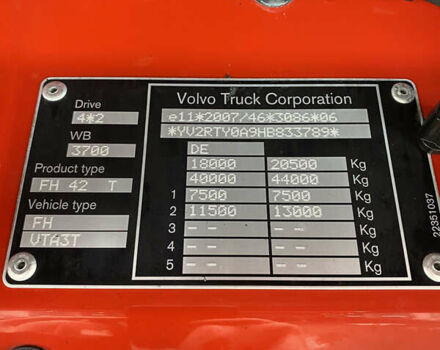 Volvo Truck Corporation
Drive
4*2
WB
3700
Product type
FH 42 T
Vehicle type
FH
VTA3T
e11*2007/46*3086*06
*YV2RTY0A9HB833789*
DE
18000 20500 Kg
40000 44000 Kg
1 7500 7500 Kg
2 11500 13000 Kg
3 -- -- Kg
4 -- -- Kg
5 -- -- Kg
22351037